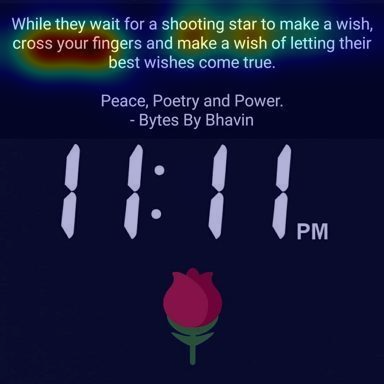 While they wait for a shooting star to make a wish,
cross your fingers and make a wish of letting their
best wishes come true.
Peace, Poetry and Power.
- Bytes By Bhavin
11:11 PM